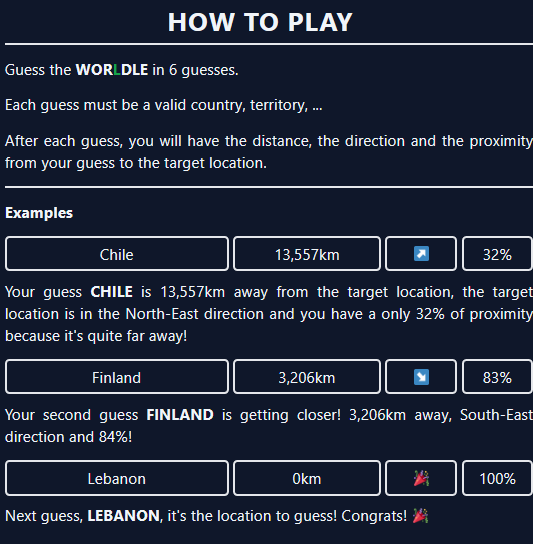 HOW TO PLAY
Guess the WORLDLE in 6 guesses.
Each guess must be a valid country, territory, ...
After each guess, you will have the distance, the direction and the proximity
from your guess to the target location.
Examples
Chile 13,557km ↗️ 32%
Your guess CHILE is 13,557km away from the target location, the target
location is in the North-East direction and you have a only 32% of proximity
because it's quite far away!
Finland 3,206km ↘️ 83%
Your second guess FINLAND is getting closer! 3,206km away, South-East
direction and 84%!
Lebanon 0km 🎉 100%
Next guess, LEBANON, it's the location to guess! Congrats! 🎉